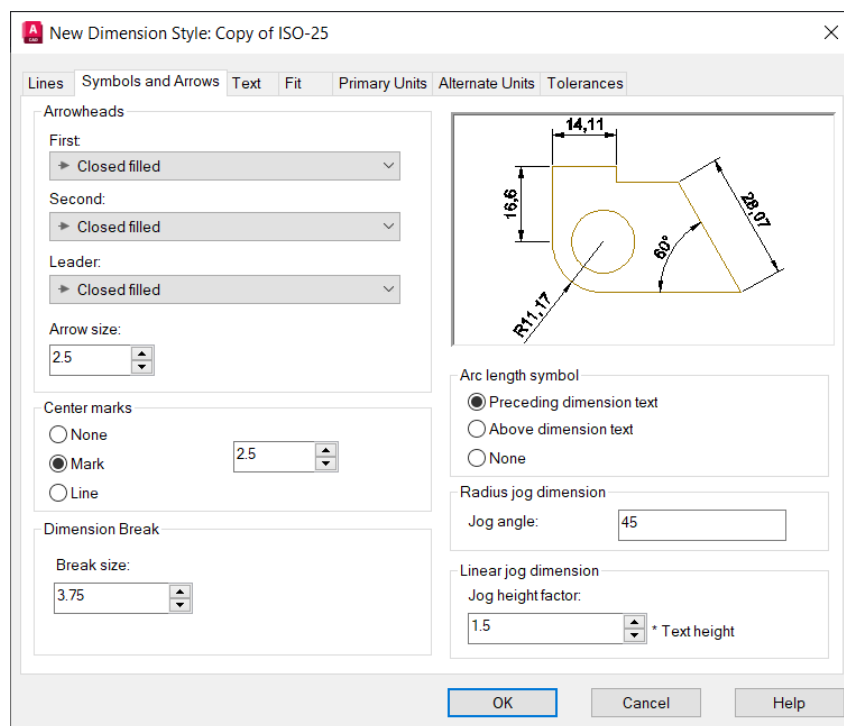 A
CAD
New Dimension Style: Copy of ISO-25
Lines Symbols and Arrows Text Fit Primary Units Alternate Units Tolerances
Arrowheads
First:
Closed filled
Second:
Closed filled
Leader:
Closed filled
Arrow size:
2.5
Center marks
None
Mark
2.5
Line
Dimension Break
Break size:
3.75
14,11
16,6
28,07
60°
R11,17
Arc length symbol
Preceding dimension text
Above dimension text
None
Radius jog dimension
Jog angle:
45
Linear jog dimension
Jog height factor:
1.5
* Text height
OK Cancel Help